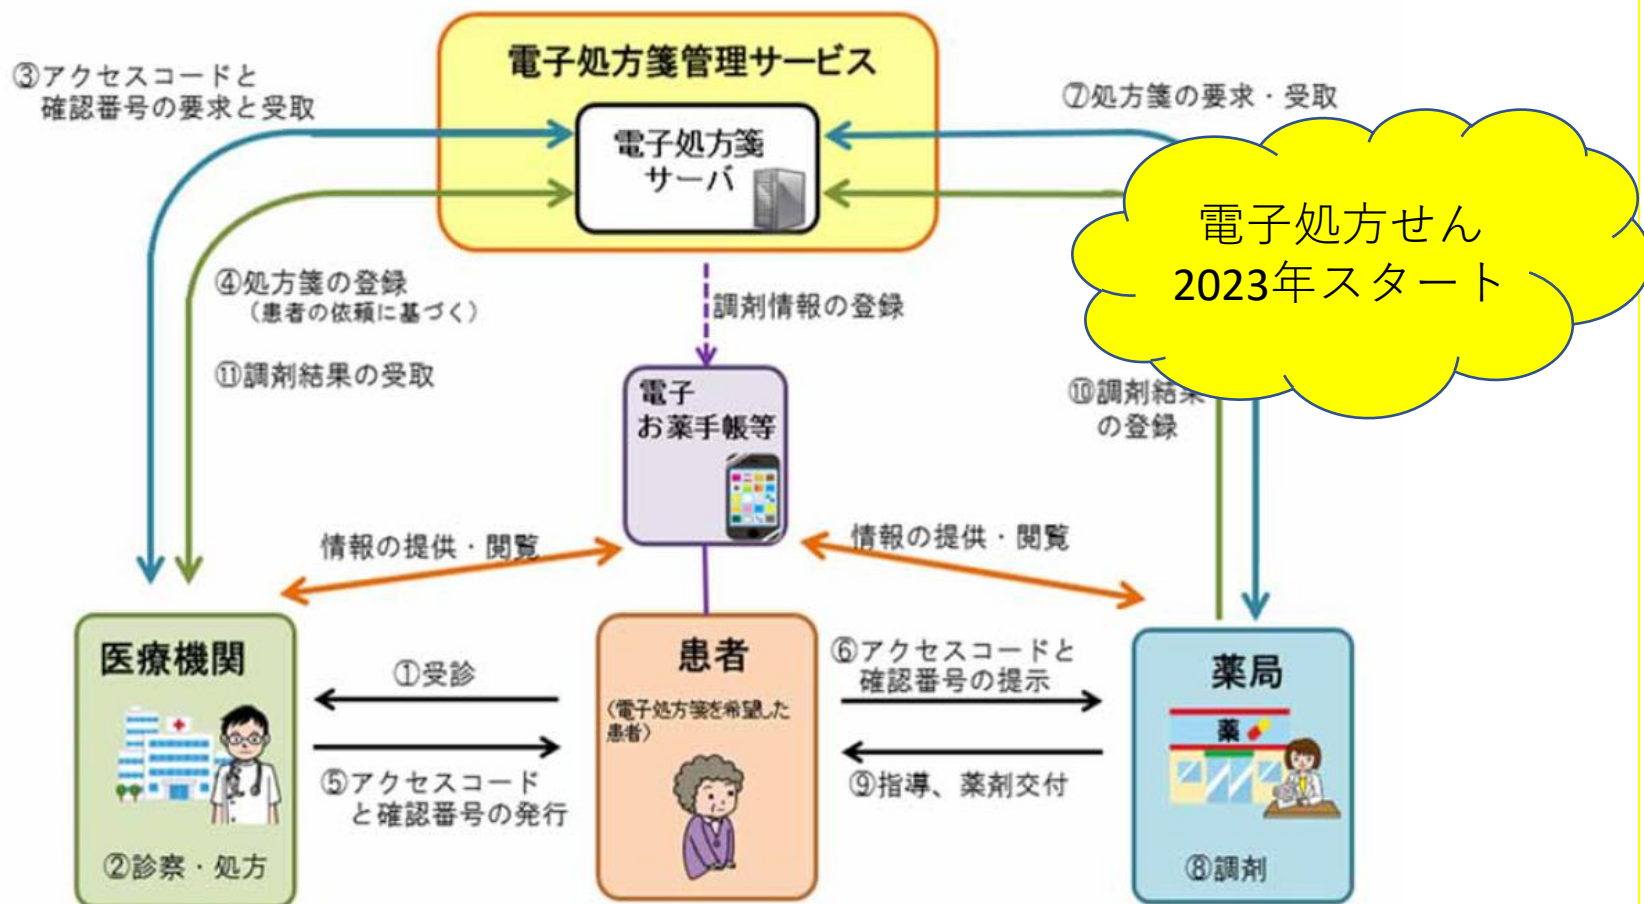 電子処方箋管理サービス
電子処方箋
サーバ
③アクセスコードと
確認番号の要求と受取
⑦処方箋の要求・受取
電子処方せん
2023年スタート
④処方箋の登録
（患者の依頼に基づく）
調剤情報の登録
⑪調剤結果の受取
電子
お薬手帳等
⑩調剤結果
の登録
情報の提供・閲覧
情報の提供・閲覧
医療機関
①受診
⑤アクセスコード
と確認番号の発行
②診察・処方
患者
（電子処方箋を希望した
患者）
⑥アクセスコードと
確認番号の提示
⑨指導、薬剤交付
薬局
薬
⑧調剤